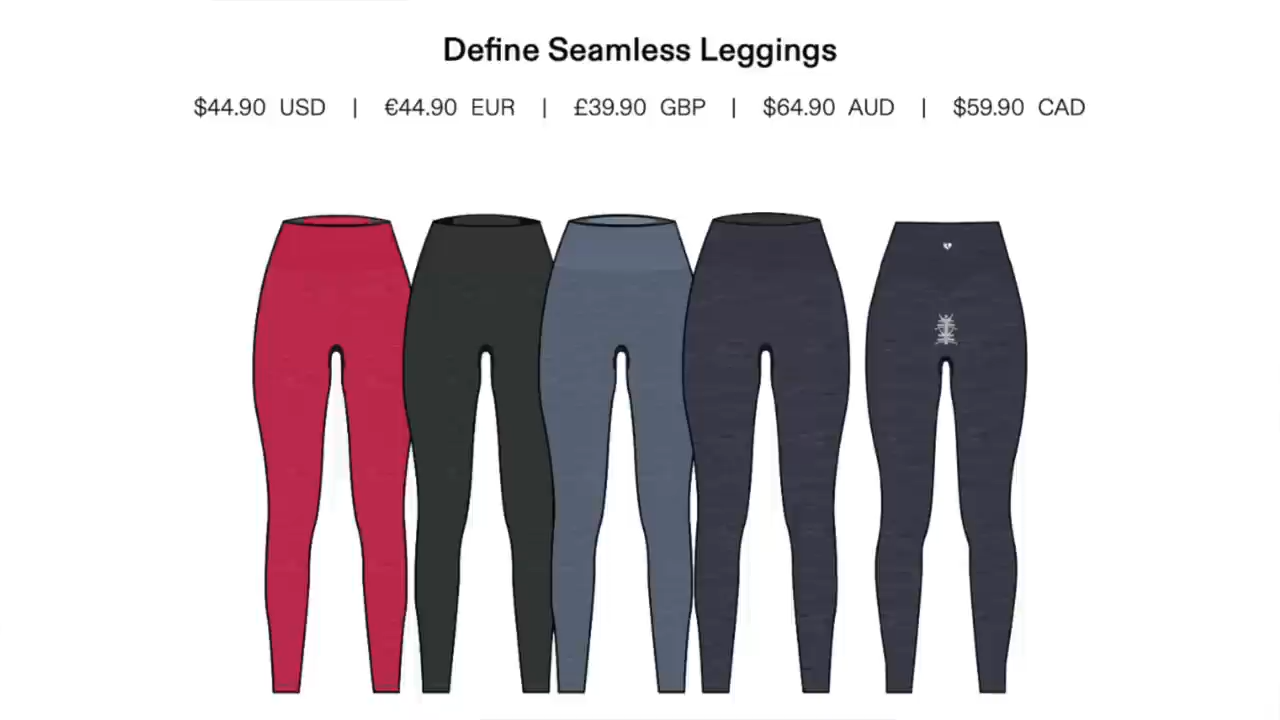 Define Seamless Leggings
$44.90 USD | €44.90 EUR | £39.90 GBP | $64.90 AUD | $59.90 CAD